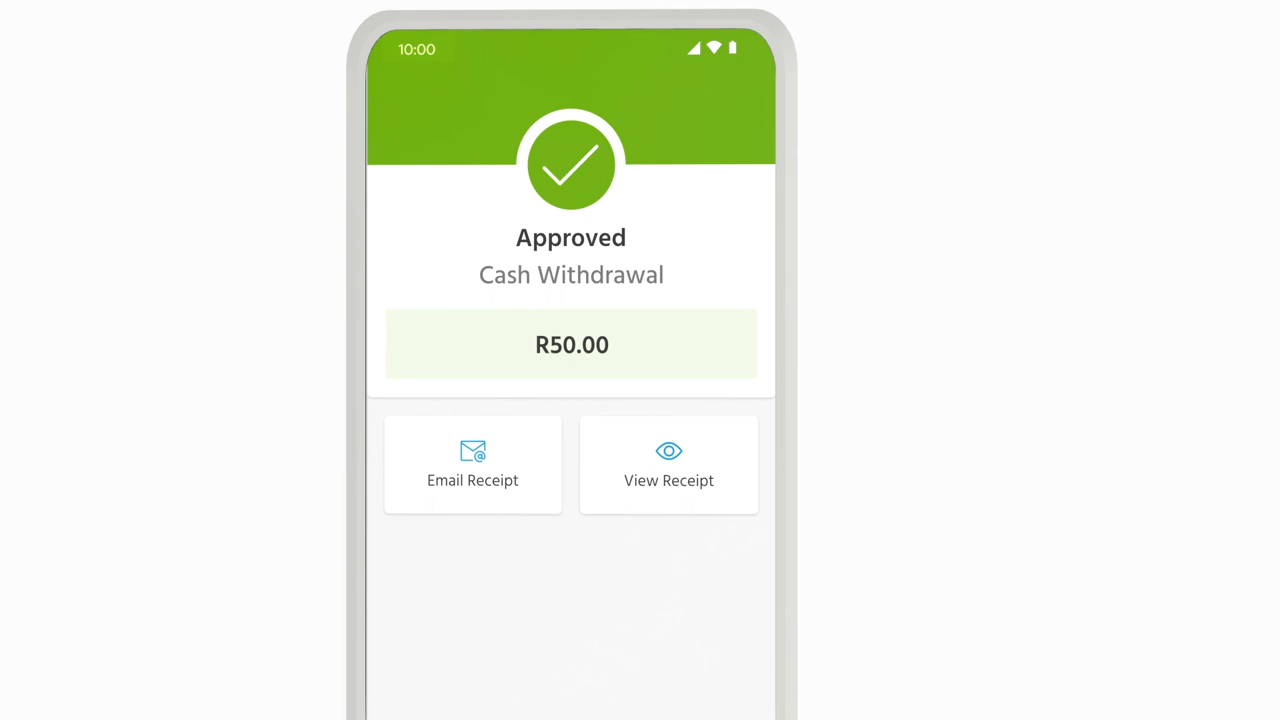 10:00
Approved
Cash Withdrawal
R50.00
Email Receipt
View Receipt